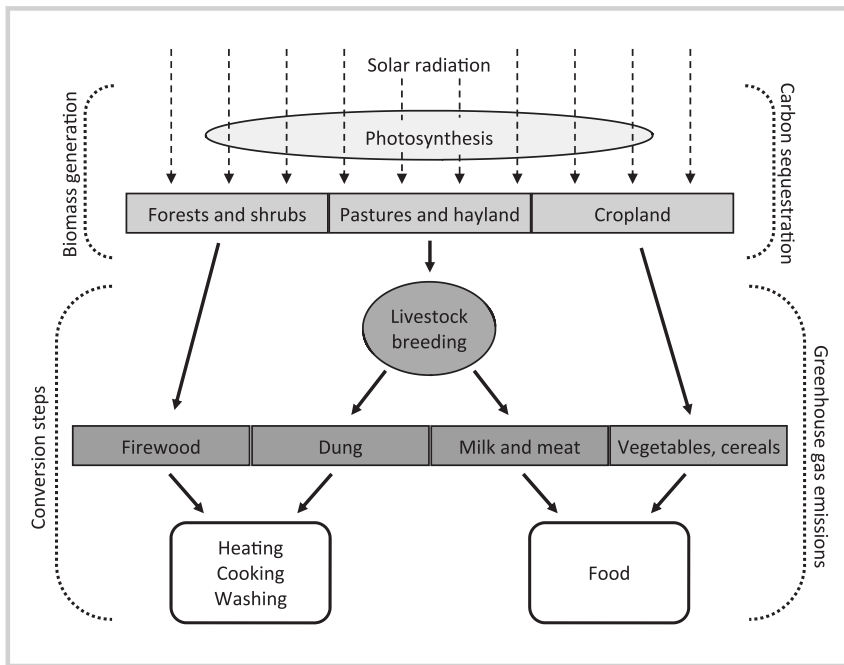 Solar radiation
Photosynthesis
Biomass generation
Carbon sequestration
Forests and shrubs
Pastures and hayland
Cropland
Livestock
breeding
Conversion steps
Greenhouse gas emissions
Firewood
Dung
Milk and meat
Vegetables, cereals
Heating
Cooking
Washing
Food